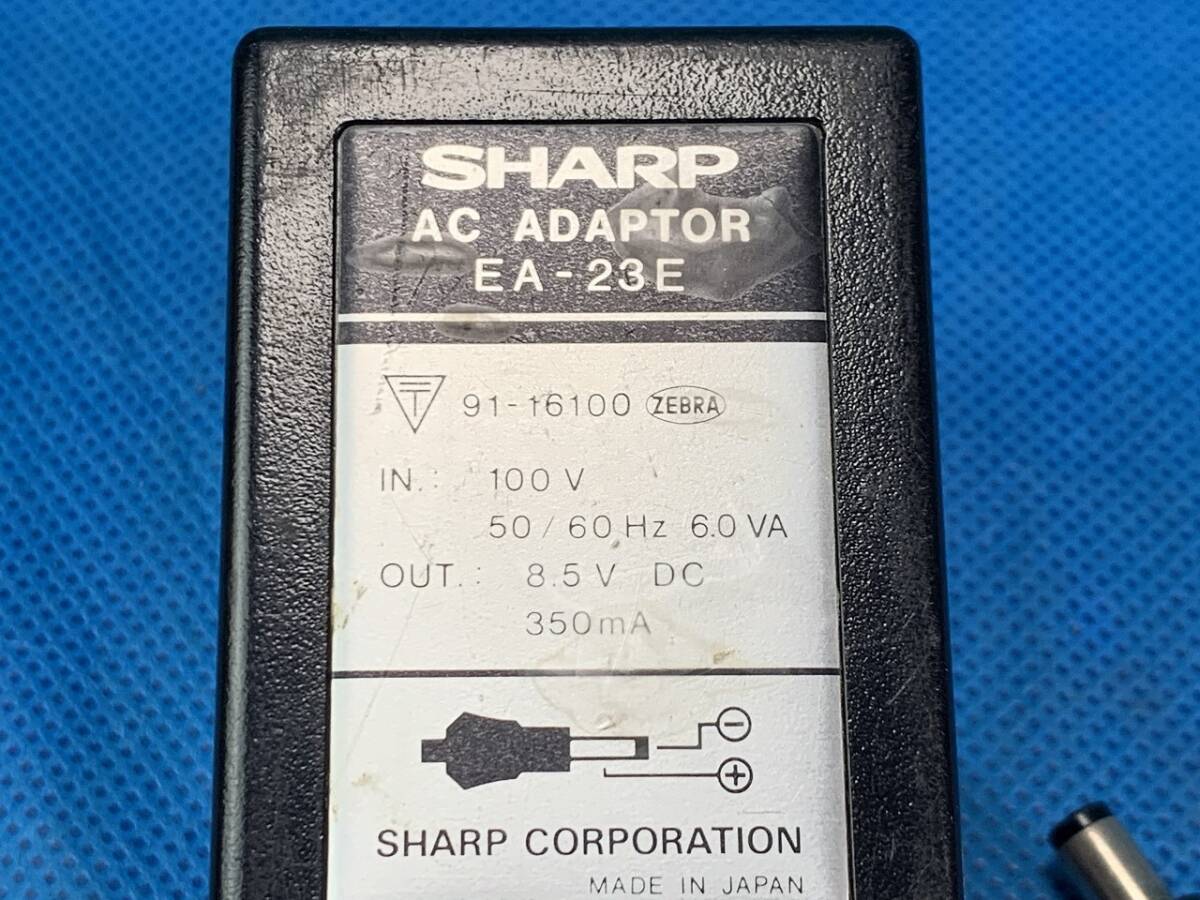 SHARP
AC ADAPTOR
EA-23E
T 91-16100 ZEBRA
IN.: 100 V
50/60 Hz 6.0 VA
OUT.: 8.5 V DC
350mA
SHARP CORPORATION
MADE IN JAPAN